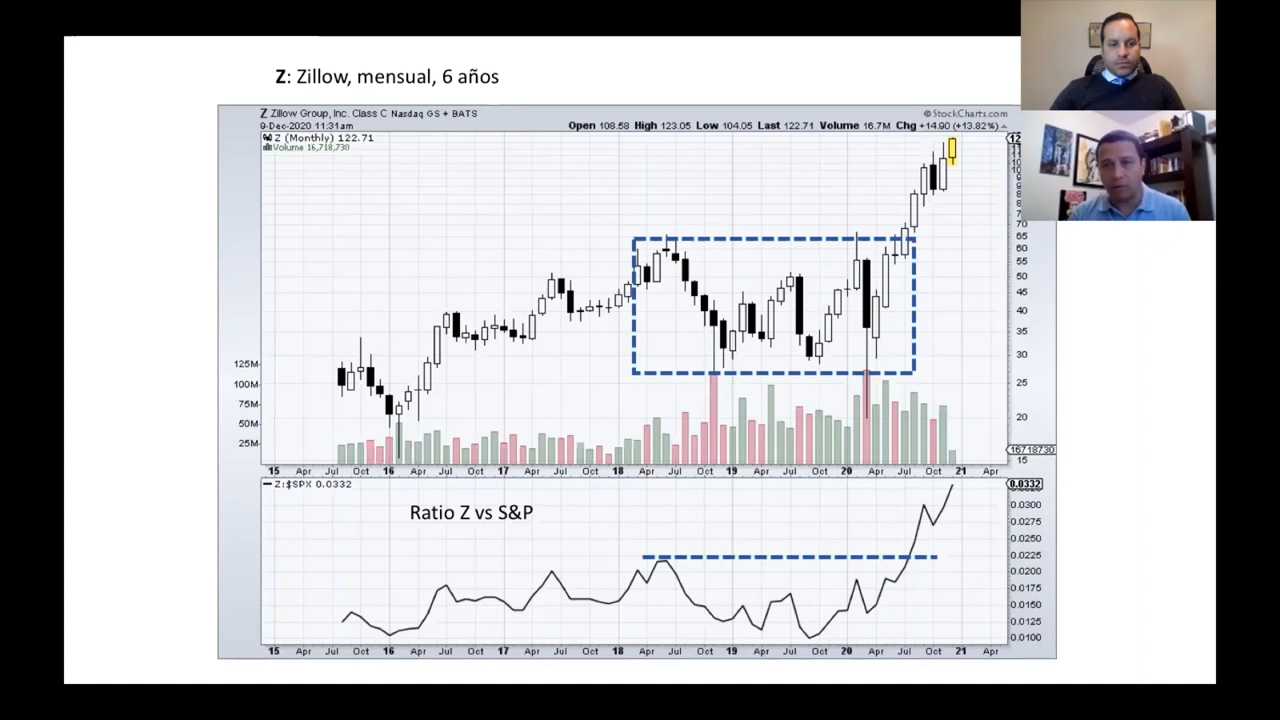 Z: Zillow, mensual, 6 años
Z Zillow Group, Inc. Class C Nasdaq GS + BATS
© StockCharts.com
9-Dec-2020 11:31am
Open 108.58 High 123.05 Low 104.05 Last 122.71 Volume 16.7M Chg +14.90 (+13.82%)
Z (Monthly) 122.71
Volume 16,718,730
65
60
55
50
45
40
35
30
25
20
15
125M
100M
75M
50M
25M
16718730
15 Apr Jul Oct 16 Apr Jul Oct 17 Apr Jul Oct 18 Apr Jul Oct 19 Apr Jul Oct 20 Apr Jul Oct 21 Apr
Z:$SPX 0.0332
Ratio Z vs S&P
0.0332
0.0300
0.0275
0.0250
0.0225
0.0200
0.0175
0.0150
0.0125
0.0100
15 Apr Jul Oct 16 Apr Jul Oct 17 Apr Jul Oct 18 Apr Jul Oct 19 Apr Jul Oct 20 Apr Jul Oct 21 Apr